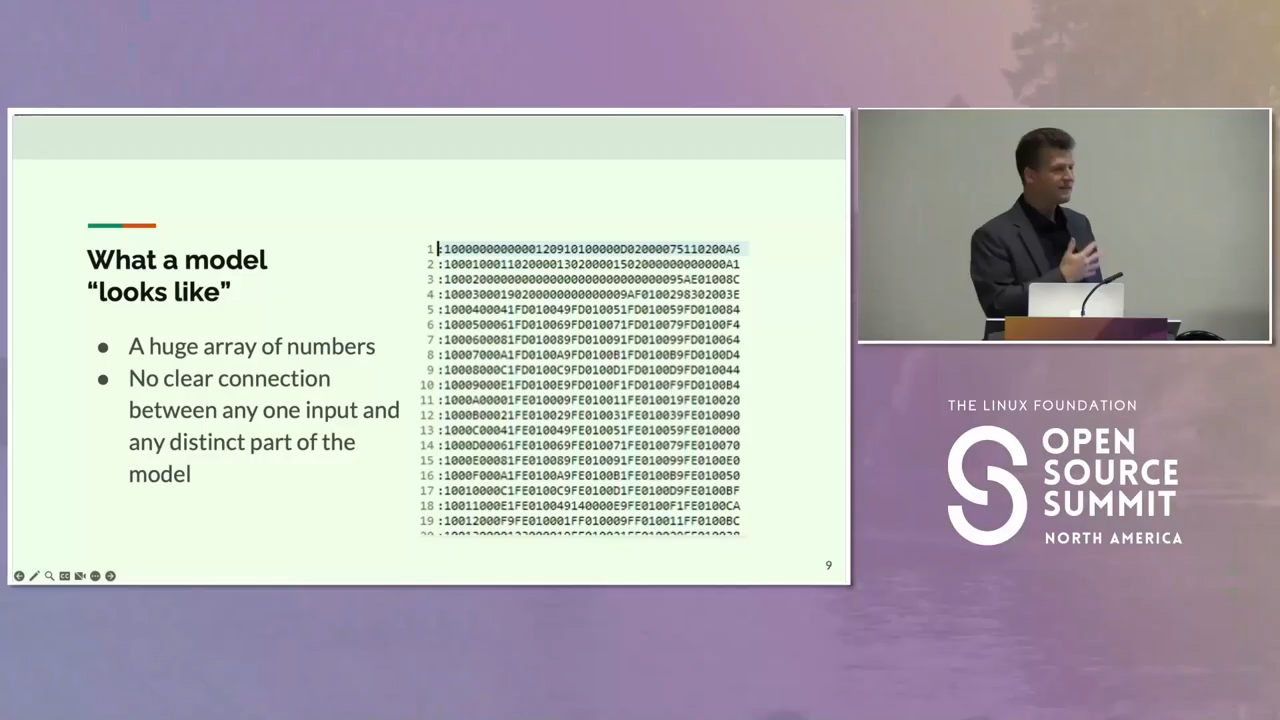 What a model
“looks like”
● A huge array of numbers
● No clear connection
between any one input and
any distinct part of the
model
1 :10000000000000120910100000D02000075110200A6
2 :100010001102000013020000150200000000000000A1
3 :1000200000000000000000000000000095AE01008C
4 :10003000190200000000000009AF0100298302003E
5 :1000400041FD010049FD010051FD010059FD010084
6 :1000500061FD010069FD010071FD010079FD0100F4
7 :1000600081FD010089FD010091FD010099FD010064
8 :10007000A1FD0100A9FD0100B1FD0100B9FD0100D4
9 :10008000C1FD0100C9FD0100D1FD0100D9FD010044
10 :10009000E1FD0100E9FD0100F1FD0100F9FD0100B4
11 :1000A00001FE010009FE010011FE010019FE010020
12 :1000B00021FE010029FE010031FE010039FE010090
13 :1000C00041FE010049FE010051FE010059FE010000
14 :1000D00061FE010069FE010071FE010079FE010070
15 :1000E00081FE010089FE010091FE010099FE0100E0
16 :1000F000A1FE0100A9FE0100B1FE0100B9FE010050
17 :10010000C1FE0100C9FE0100D1FE0100D9FE0100BF
18 :10011000E1FE010049140000E9FE0100F1FE0100CA
19 :10012000F9FE010001FF010009FF010011FF0100BC
9
THE LINUX FOUNDATION
OPEN
SOURCE
SUMMIT
NORTH AMERICA